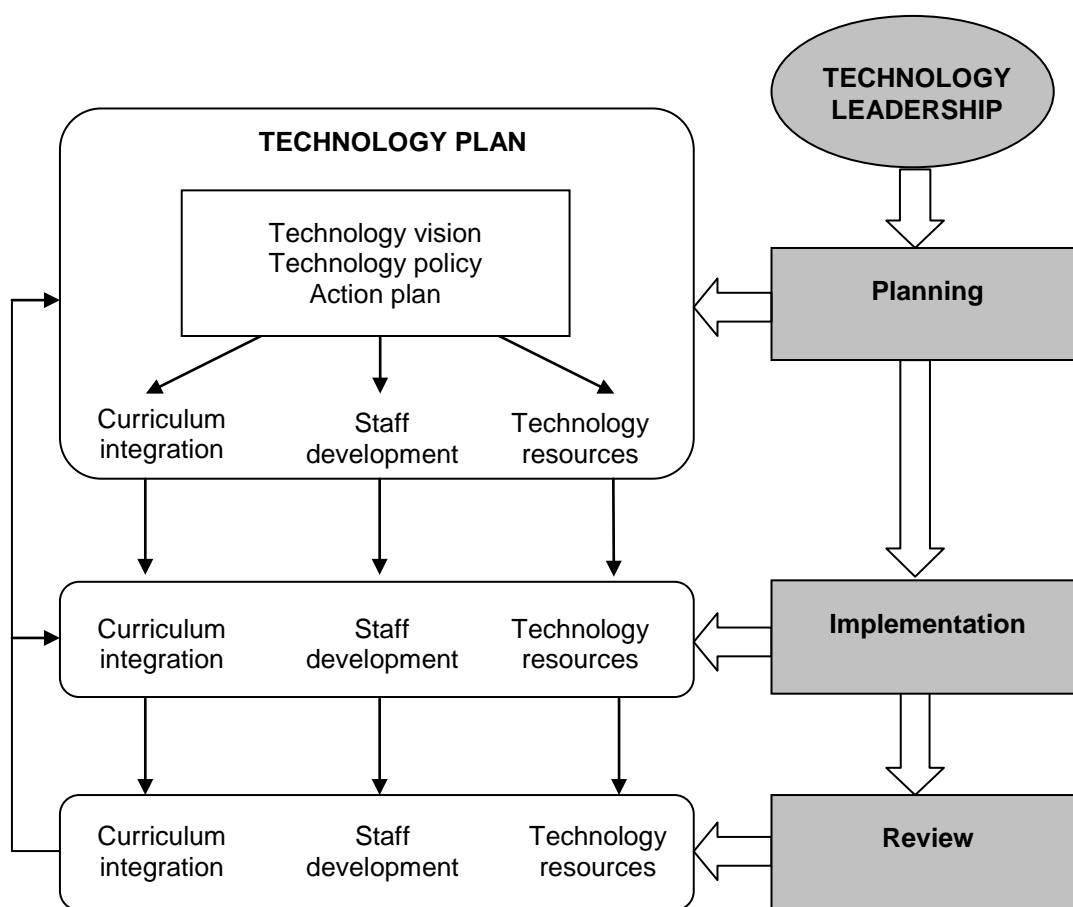 TECHNOLOGY
LEADERSHIP
TECHNOLOGY PLAN
Technology vision
Technology policy
Action plan
Planning
Curriculum
integration
Staff
development
Technology
resources
Curriculum
integration
Staff
development
Technology
resources
Implementation
Curriculum
integration
Staff
development
Technology
resources
Review